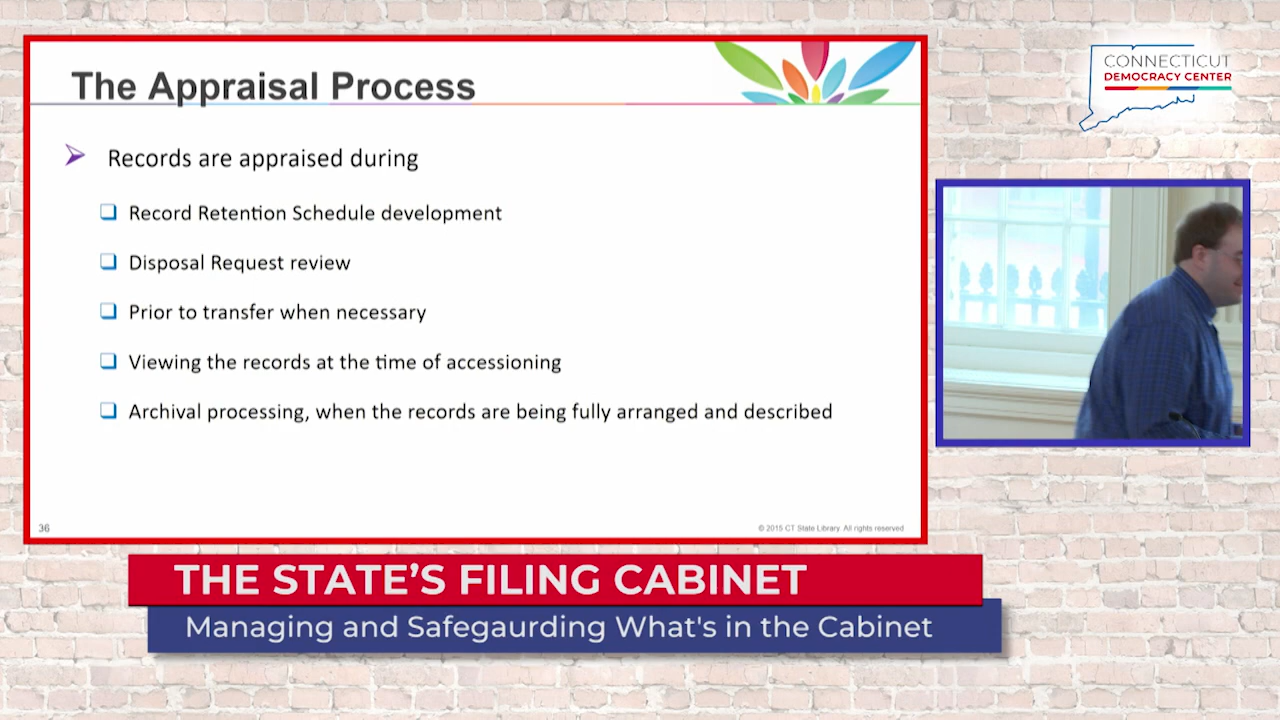 The Appraisal Process
Records are appraised during
Record Retention Schedule development
Disposal Request review
Prior to transfer when necessary
Viewing the records at the time of accessioning
Archival processing, when the records are being fully arranged and described
36
© 2015 CT State Library. All rights reserved
CONNECTICUT
DEMOCRACY CENTER
THE STATE'S FILING CABINET
Managing and Safegaurding What's in the Cabinet